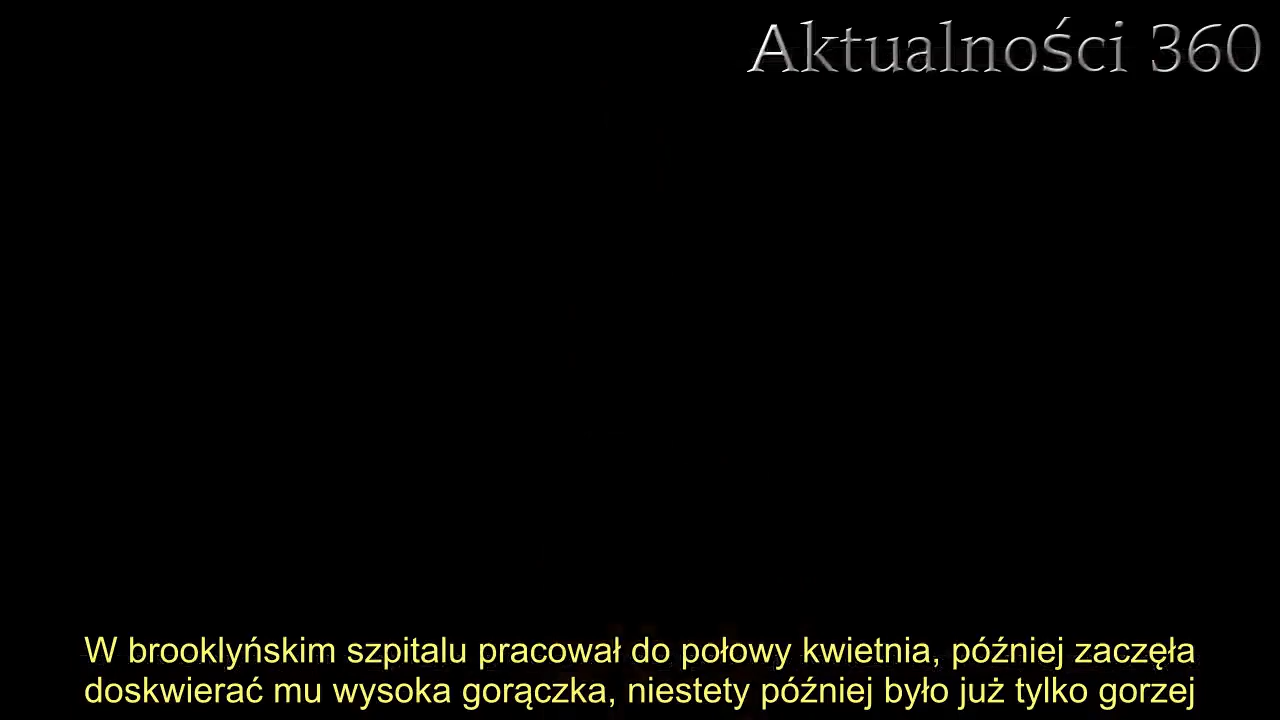 Aktualności 360
W brooklyńskim szpitalu pracował do połowy kwietnia, później zaczęła
doskwierać mu wysoka gorączka, niestety później było już tylko gorzej